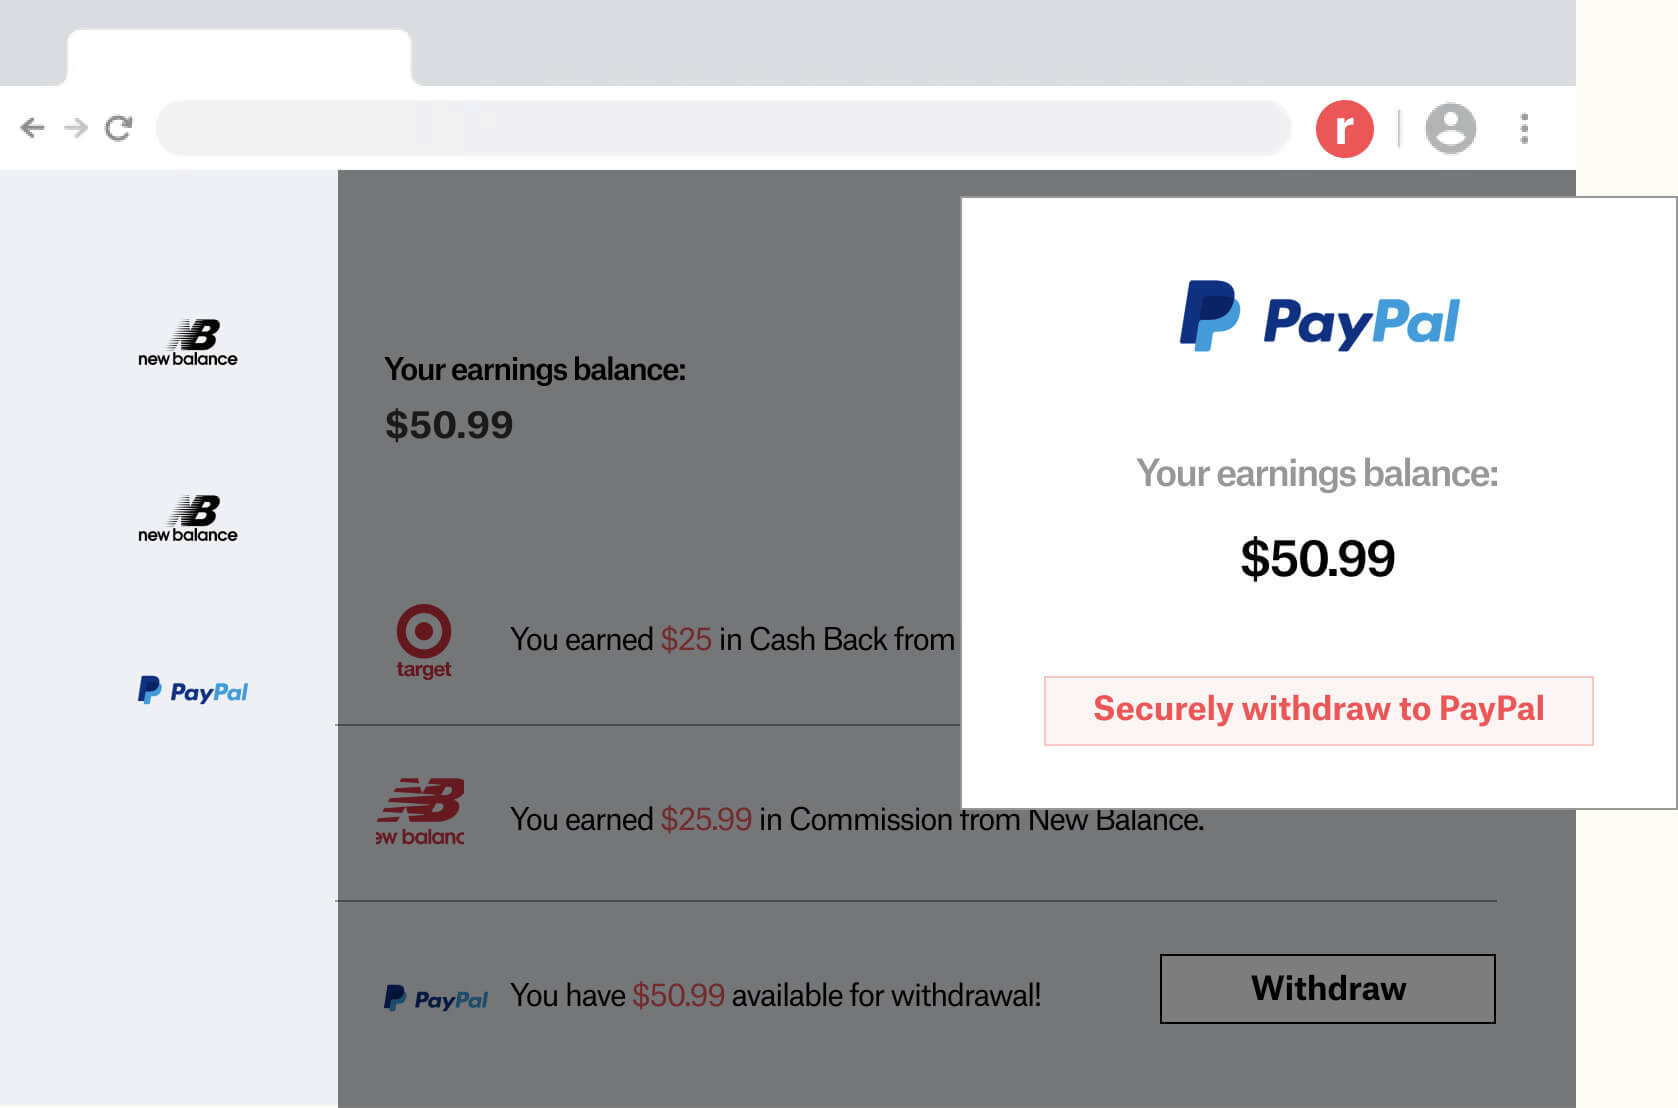 r
new balance
new balance
PayPal
Your earnings balance:
$50.99
target
You earned $25 in Cash Back from
ew balanc
You earned $25.99 in Commission from New Balance.
PayPal
You have $50.99 available for withdrawal!
Withdraw
PayPal
Your earnings balance:
$50.99
Securely withdraw to PayPal